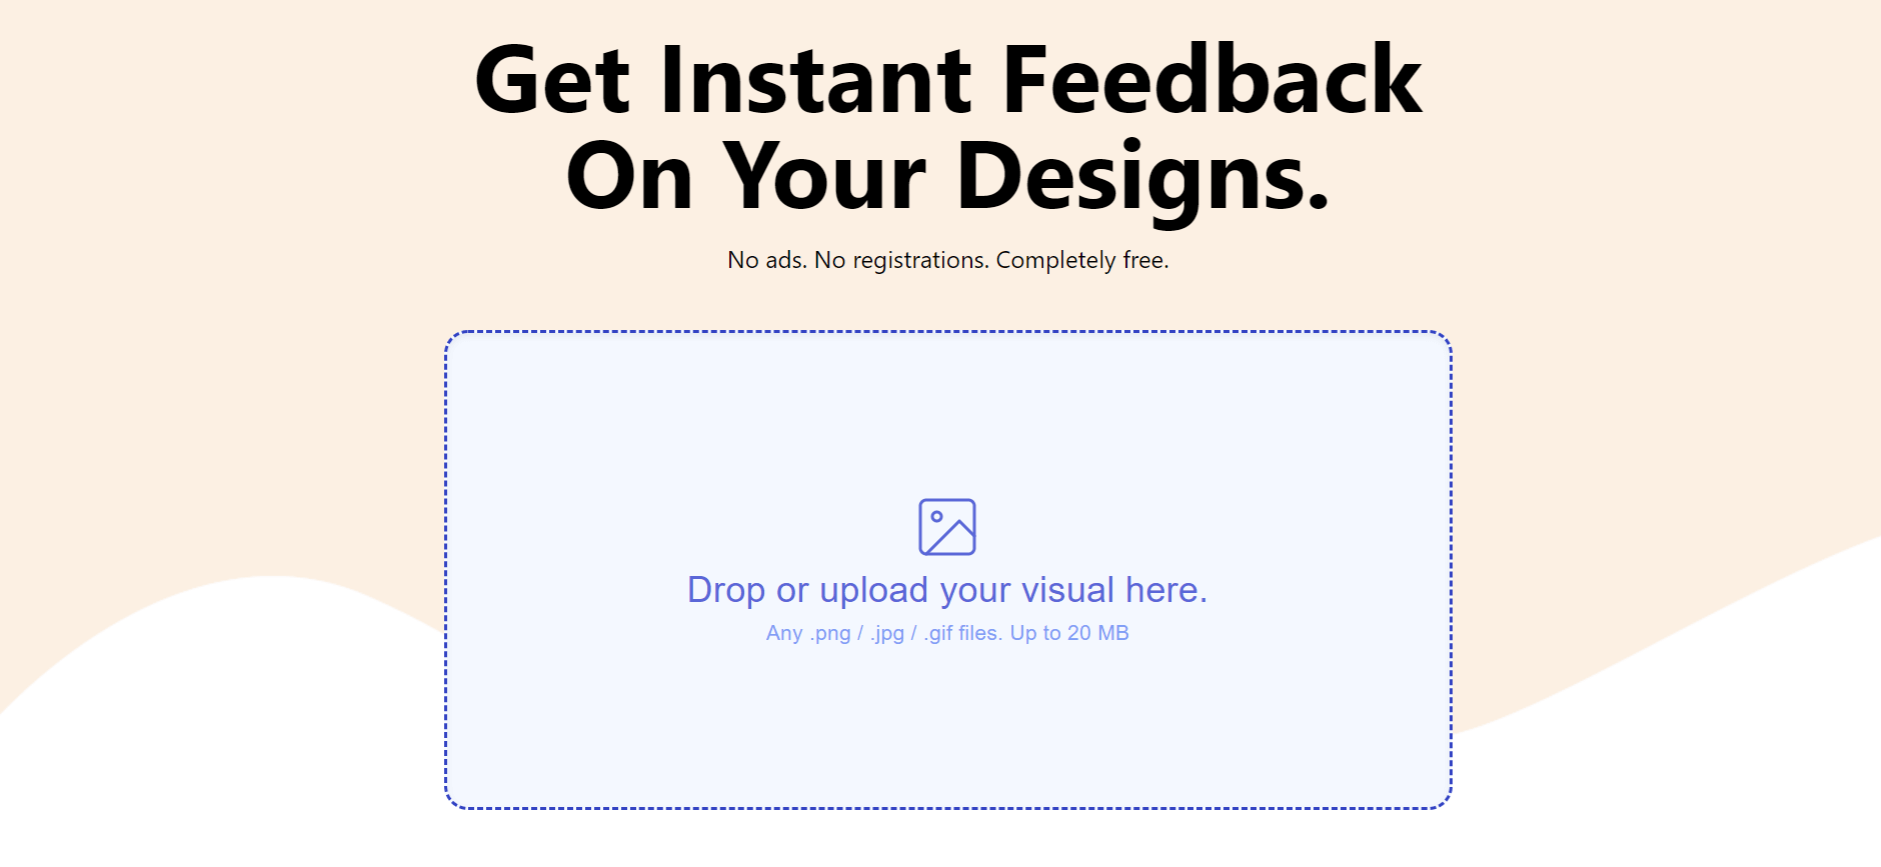 Get Instant Feedback
On Your Designs.
No ads. No registrations. Completely free.
Drop or upload your visual here.
Any .png / .jpg / .gif files. Up to 20 MB